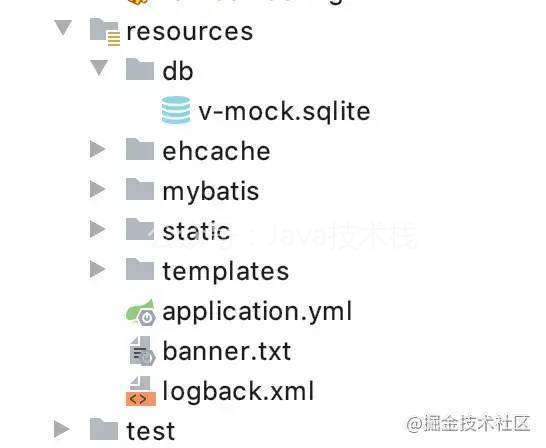 resources
db
v-mock.sqlite
ehcache
mybatis
static
：Java技术栈
templates
application.yml
banner.txt
logback.xml
test
@掘金技术社区